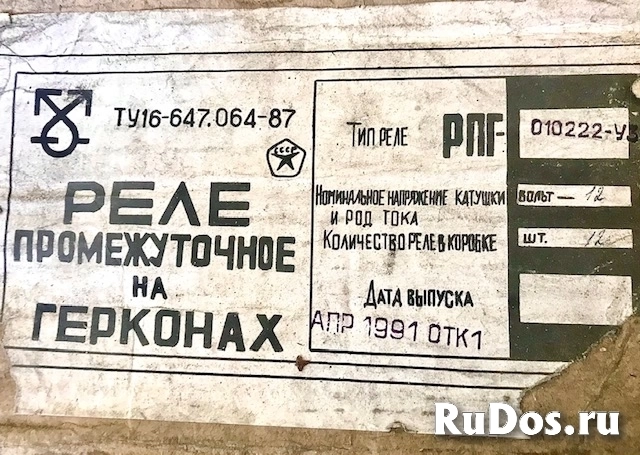 ТУ16-647.064-87
СССР
РЕЛЕ
ПРОМЕЖУТОЧНОЕ
НА
ГЕРКОНАХ
ТИП РЕЛЕ РПГ- 010222-У3
НОМИНАЛЬНОЕ НАПРЯЖЕНИЕ КАТУШКИ ВОЛЬТ — 12
И РОД ТОКА
КОЛИЧЕСТВО РЕЛЕ В КОРОБКЕ ШТ. 12
ДАТА ВЫПУСКА
АПР 1991 ОТК1
RuDos.ru